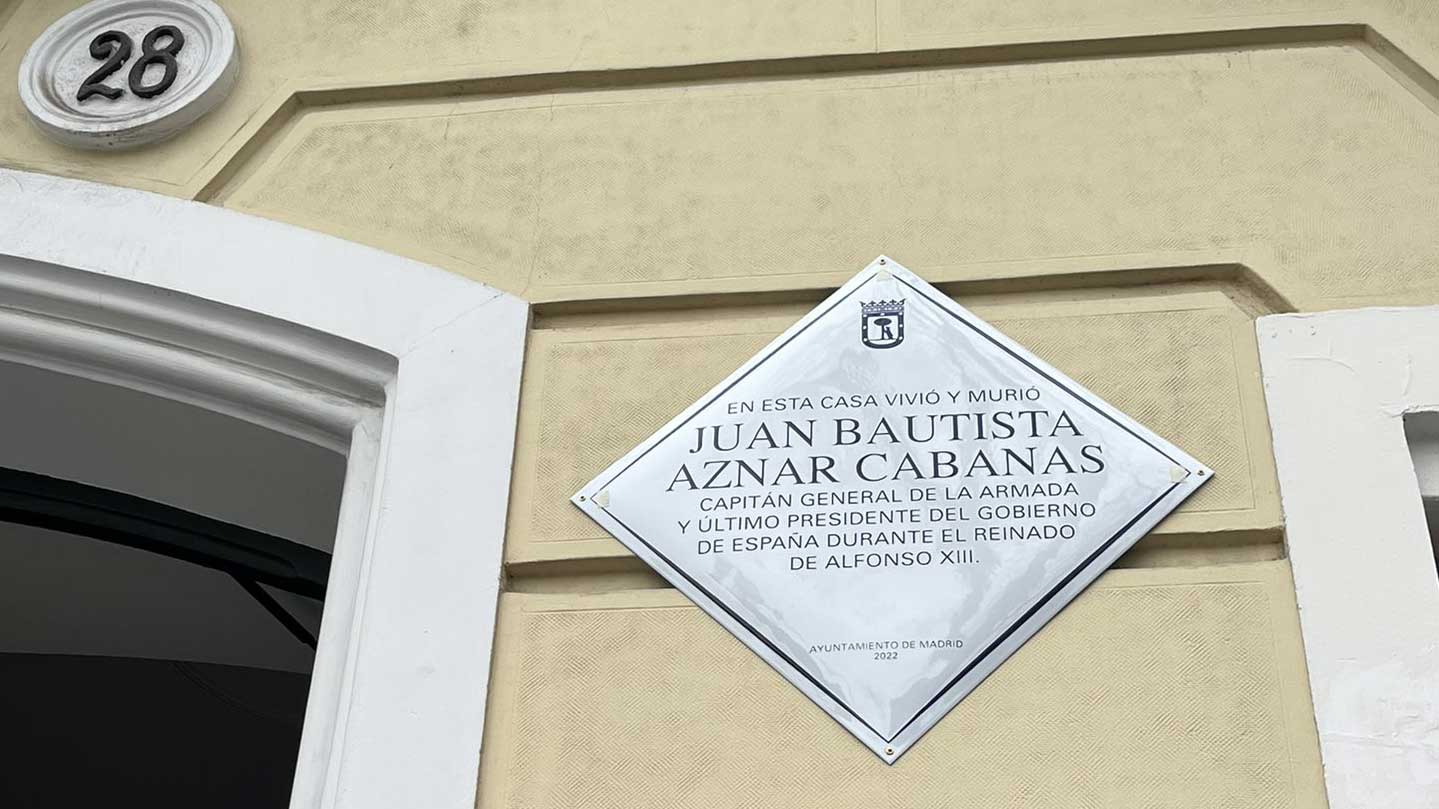 28
EN ESTA CASA VIVIÓ Y MURIÓ
JUAN BAUTISTA
AZNAR CABANAS
CAPITÁN GENERAL DE LA ARMADA
Y ÚLTIMO PRESIDENTE DEL GOBIERNO
DE ESPAÑA DURANTE EL REINADO
DE ALFONSO XIII.
AYUNTAMIENTO DE MADRID
2022